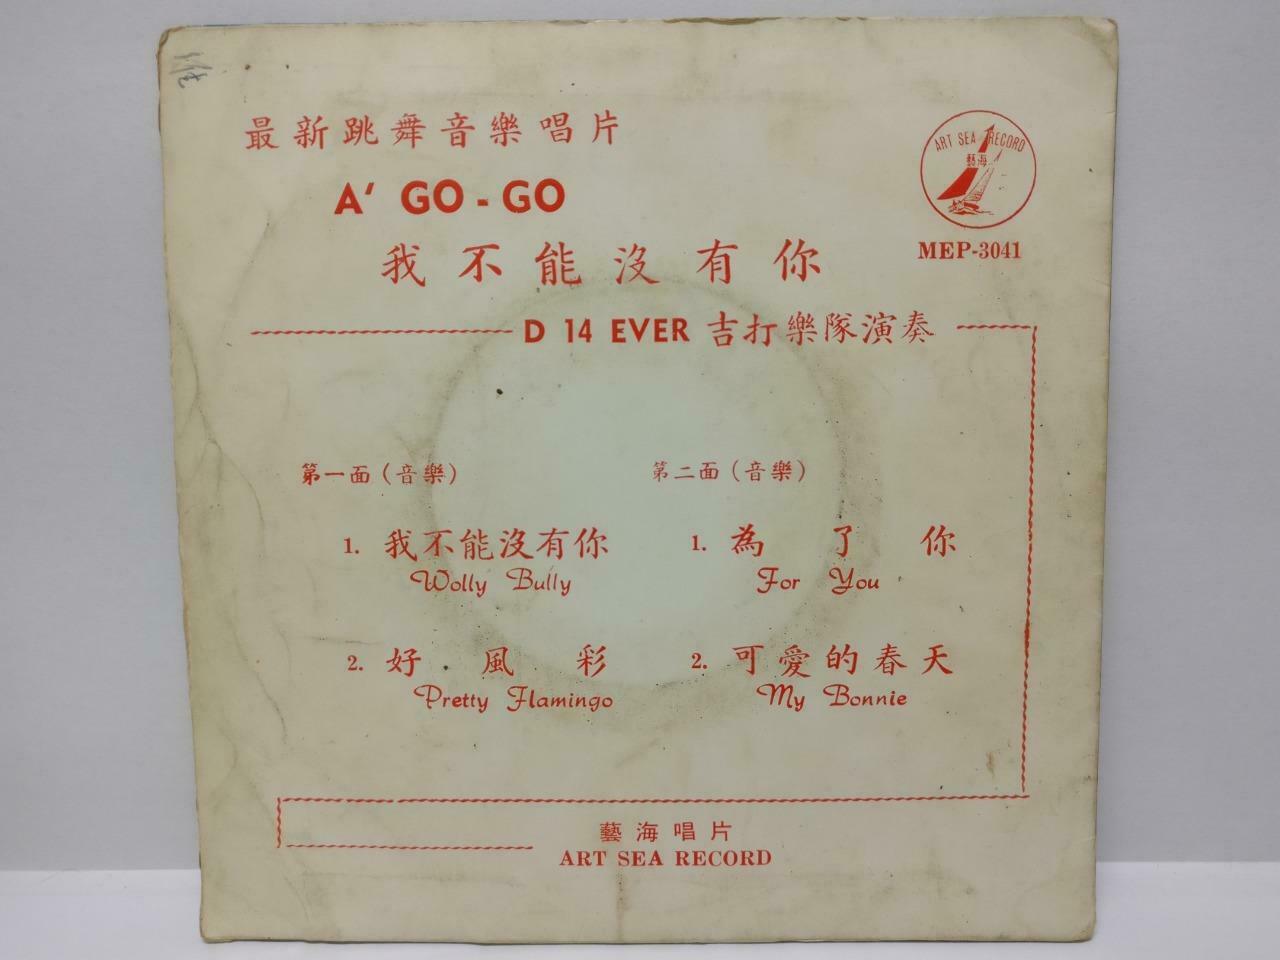 最新跳舞音樂唱片
ART SEA RECORD
藝海
A' GO-GO
MEP-3041
我不能沒有你
D 14 EVER 吉打樂隊演奏
第一面(音樂)
1. 我不能沒有你
Wolly Bully
2. 好風彩
Pretty Flamingo
第二面(音樂)
1. 為了你
For You
2. 可愛的春天
My Bonnie
藝海唱片
ART SEA RECORD